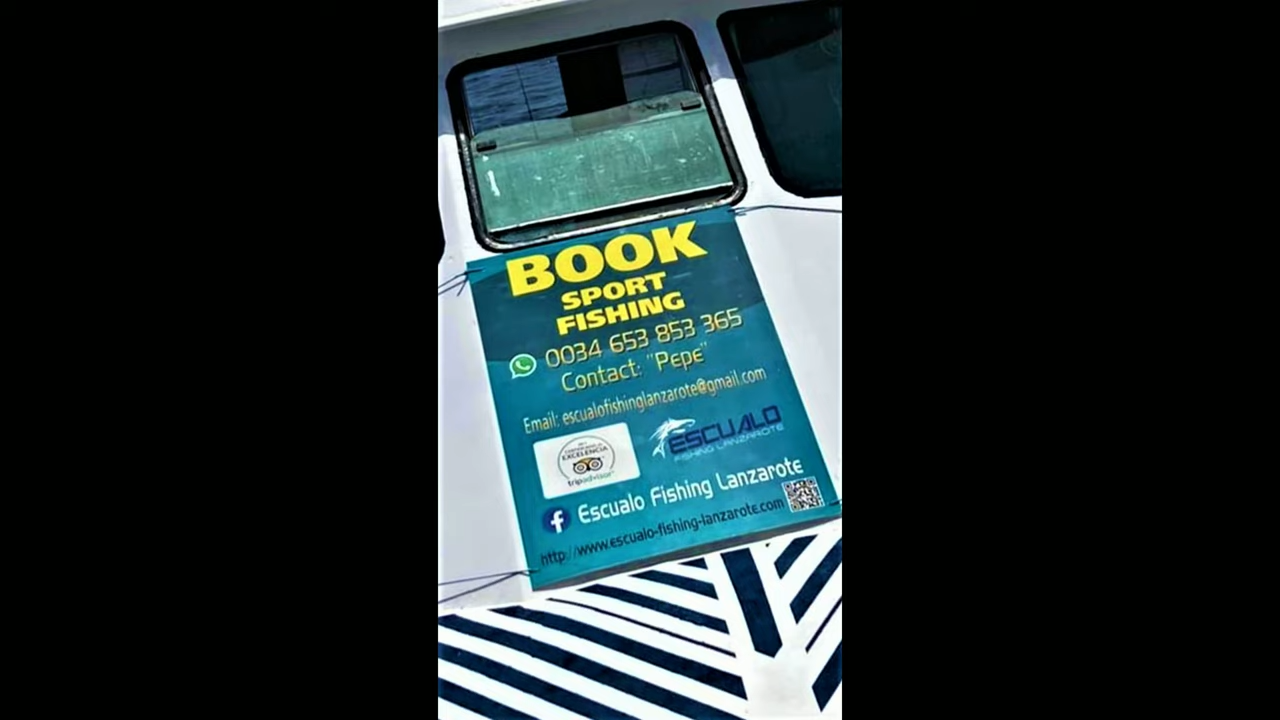 BOOK
SPORT
FISHING
0034 653 853 365
Contact: "Pepe"
Email: escualofishinglanzarote@gmail.com
EXCELENCIA
tripadvisor
ESCUALO
FISHING LANZAROTE
f Escualo Fishing Lanzarote
http://www.escualo-fishing-lanzarote.com